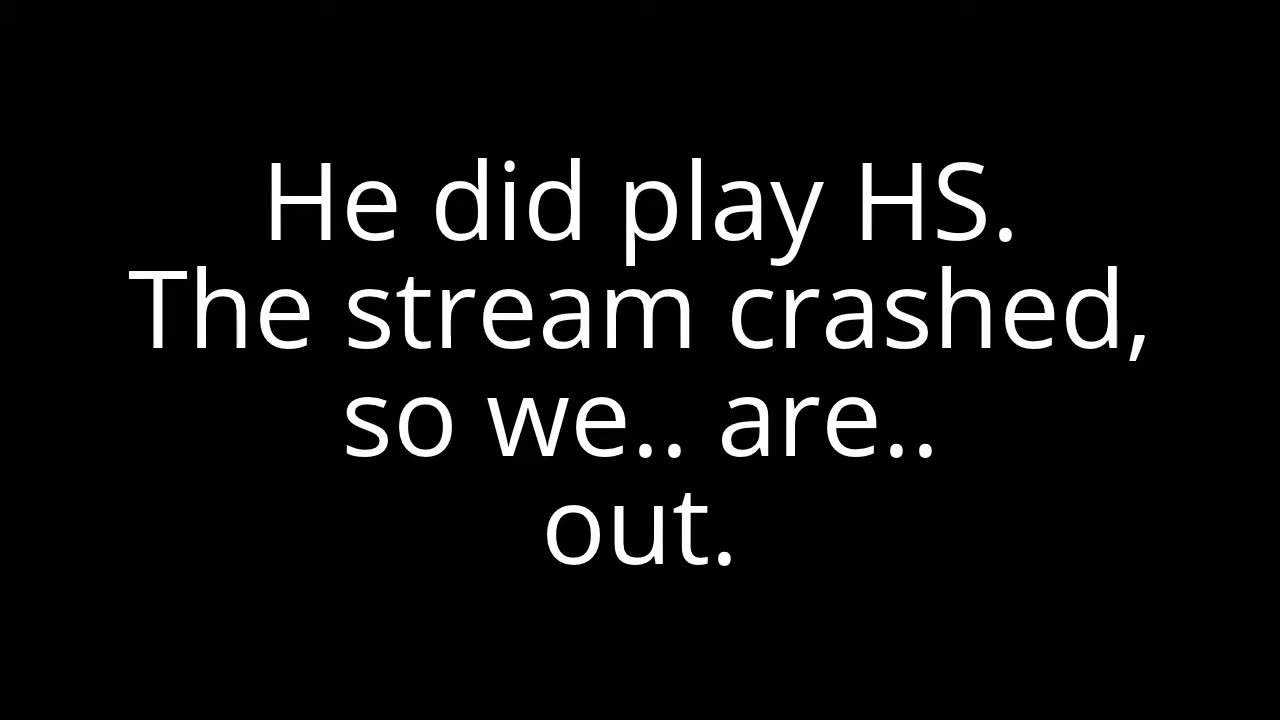 He did play HS.
The stream crashed,
so we.. are..
out.